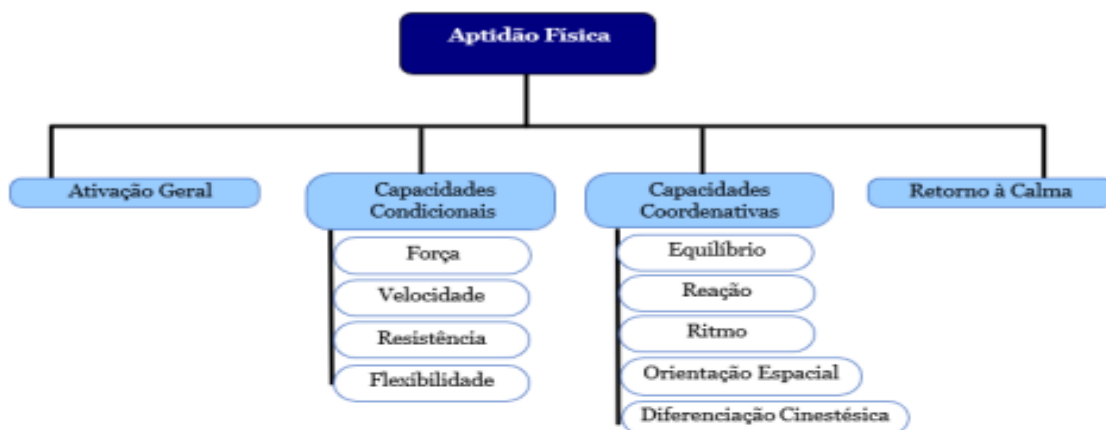 Aptidão Física
Ativação Geral
Capacidades
Condicionais
Força
Velocidade
Resistência
Flexibilidade
Capacidades
Coordenativas
Equilíbrio
Reação
Ritmo
Orientação Espacial
Diferenciação Cinestésica
Retorno à Calma